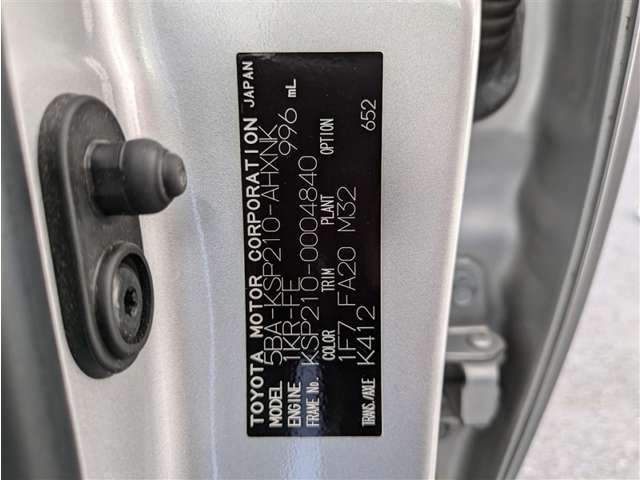 TOYOTA MOTOR CORPORATION JAPAN
MODEL 5BA-KSP210-AHXNK
ENGINE 1KR-FE 996 mL
FRAME No. KSP210-0004840
COLOR TRIM PLANT OPTION
1F7 FA20 M32
TRANS./AXLE K412 652